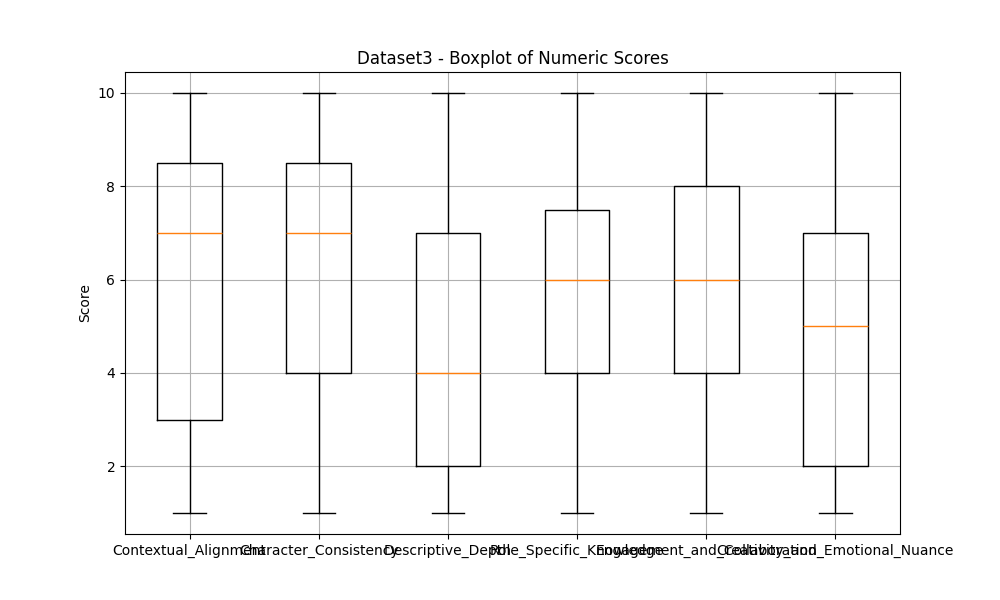 Dataset3 - Boxplot of Numeric Scores
10
8
6
4
2
Score
Contextual_Alignment
Character_Consistency
Descriptive_Depth
Role_Specific_Knowledge
Engagement_and_Collaboration
Creativity_and_Emotional_Nuance